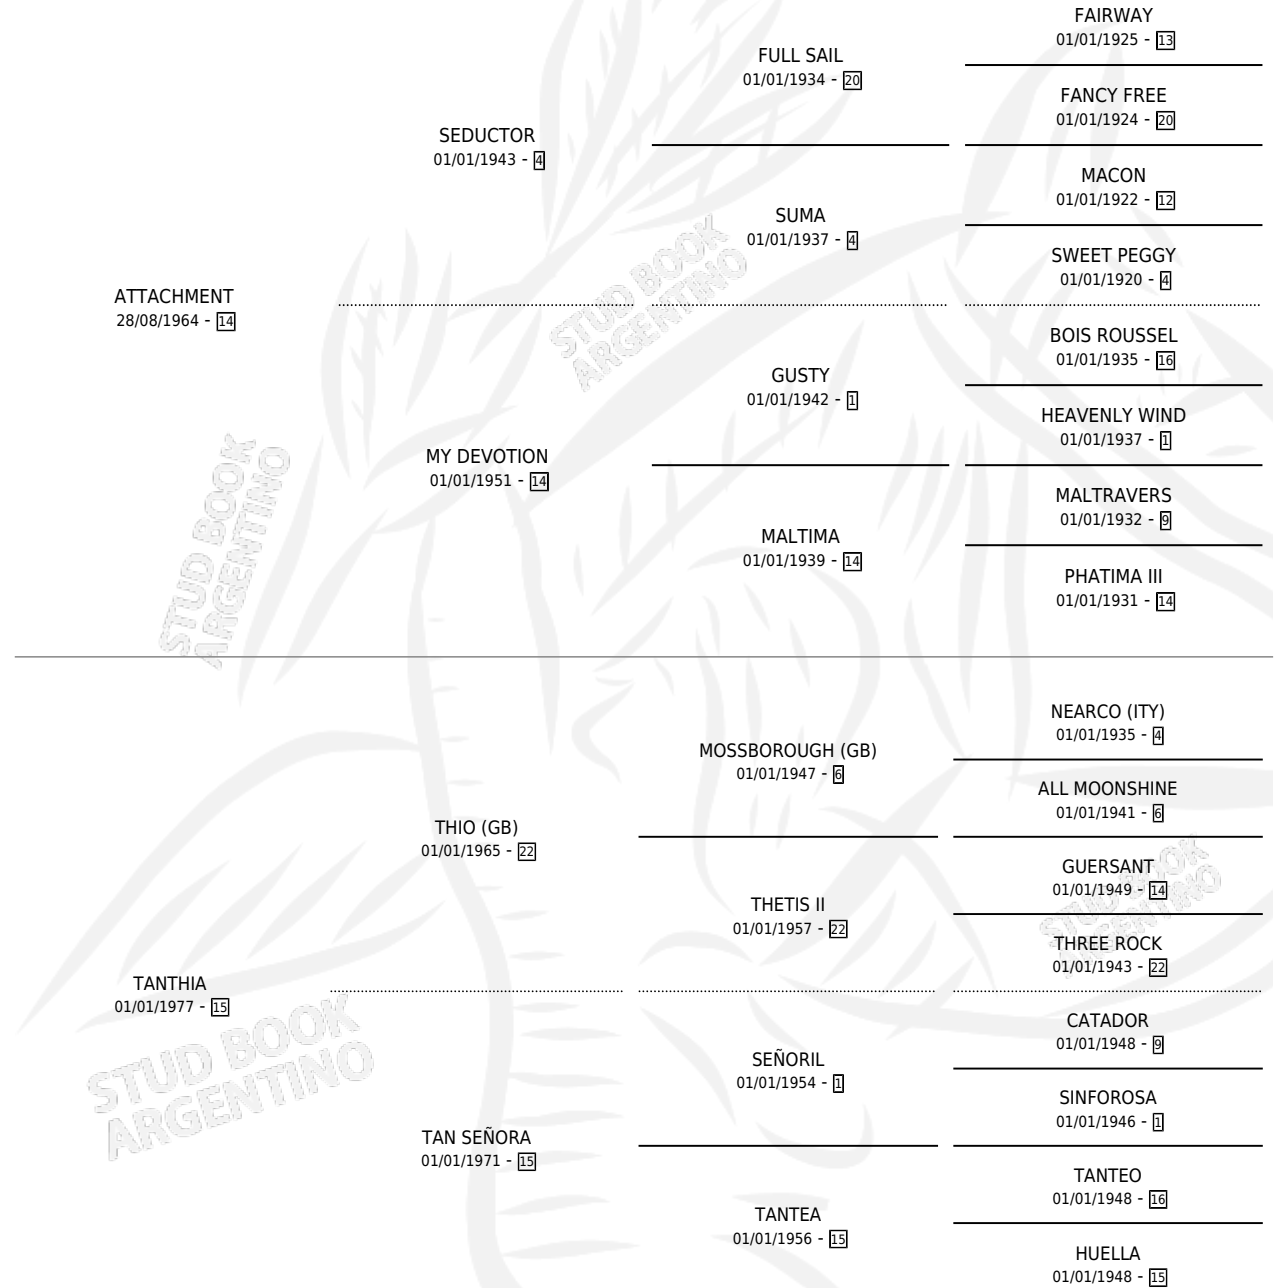 FAIRWAY
01/01/1925 - 13
FULL SAIL
01/01/1934 - 20
FANCY FREE
01/01/1924 - 20
SEDUCTOR
01/01/1943 - 4
MACON
01/01/1922 - 12
SUMA
01/01/1937 - 4
SWEET PEGGY
01/01/1920 - 4
STUD BOOK
ARGENTINO
ATTACHMENT
28/08/1964 - 14
BOIS ROUSSEL
01/01/1935 - 16
GUSTY
01/01/1942 - 1
HEAVENLY WIND
01/01/1937 - 1
MY DEVOTION
01/01/1951 - 14
MALTRAVERS
01/01/1932 - 9
MALTIMA
01/01/1939 - 14
PHATIMA III
01/01/1931 - 14
STUD BOOK
ARGENTINO
NEARCO (ITY)
01/01/1935 - 4
MOSSBOROUGH (GB)
01/01/1947 - 6
ALL MOONSHINE
01/01/1941 - 6
THIO (GB)
01/01/1965 - 22
GUERSANT
01/01/1949 - 14
THETIS II
01/01/1957 - 22
THREE ROCK
01/01/1943 - 22
STUD BOOK
ARGENTINO
TANTHIA
01/01/1977 - 15
CATADOR
01/01/1948 - 9
SEÑORIL
01/01/1954 - 1
SINFOROSA
01/01/1946 - 1
STUD BOOK
ARGENTINO
TAN SEÑORA
01/01/1971 - 15
TANTEO
01/01/1948 - 16
TANTEA
01/01/1956 - 15
HUELLA
01/01/1948 - 15